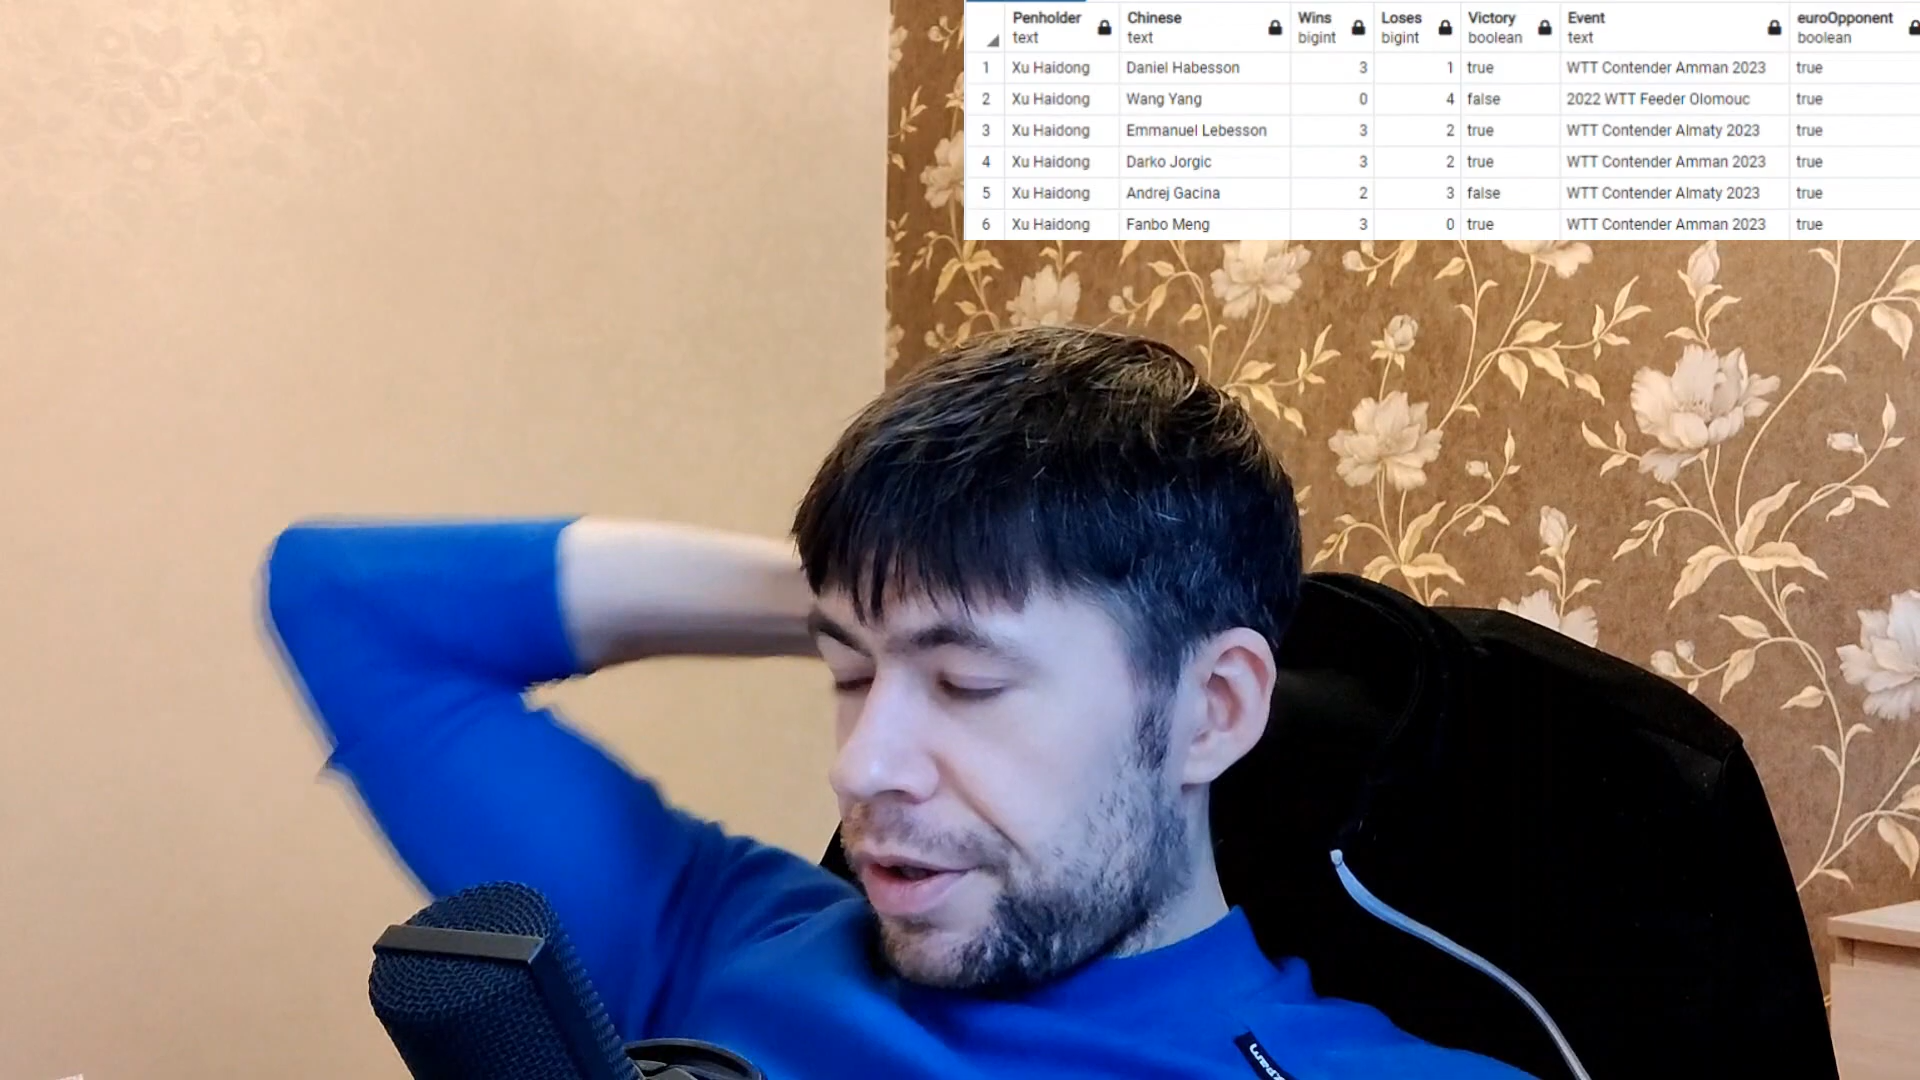 Penholder Chinese Wins Loses Victory Event euroOpponent
text text bigint bigint boolean text boolean
1 Xu Haidong Daniel Habesson 3 1 true WTT Contender Amman 2023 true
2 Xu Haidong Wang Yang 0 4 false 2022 WTT Feeder Olomouc true
3 Xu Haidong Emmanuel Lebesson 3 2 true WTT Contender Almaty 2023 true
4 Xu Haidong Darko Jorgic 3 2 true WTT Contender Amman 2023 true
5 Xu Haidong Andrej Gacina 2 3 false WTT Contender Almaty 2023 true
6 Xu Haidong Fanbo Meng 3 0 true WTT Contender Amman 2023 true